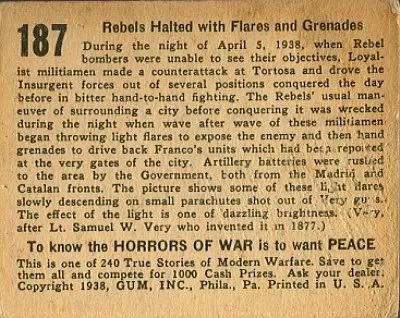 187
Rebels Halted with Flares and Grenades
During the night of April 5, 1938, when Rebel
bombers were unable to see their objectives, Loyal-
ist militiamen made a counterattack at Tortosa and drove the
Insurgent forces out of several positions conquered the day
before in bitter hand-to-hand fighting. The Rebels' usual man-
euver of surrounding a city before conquering it was wrecked
during the night when wave after wave of these militiamen
began throwing light flares to expose the enemy and then hand
grenades to drive back Franco's units which had been reported
at the very gates of the city. Artillery batteries were rushed
to the area by the Government, both from the Madrid and
Catalan fronts. The picture shows some of these light flares
slowly descending on small parachutes shot out of Very guns.
The effect of the light is one of dazzling brightness. (Very,
after Lt. Samuel W. Very who invented it in 1877.)
To know the HORRORS OF WAR is to want PEACE
This is one of 240 True Stories of Modern Warfare. Save to get
them all and compete for 1000 Cash Prizes. Ask your dealer.
Copyright 1938, GUM, INC., Phila., Pa. Printed in U. S. A.